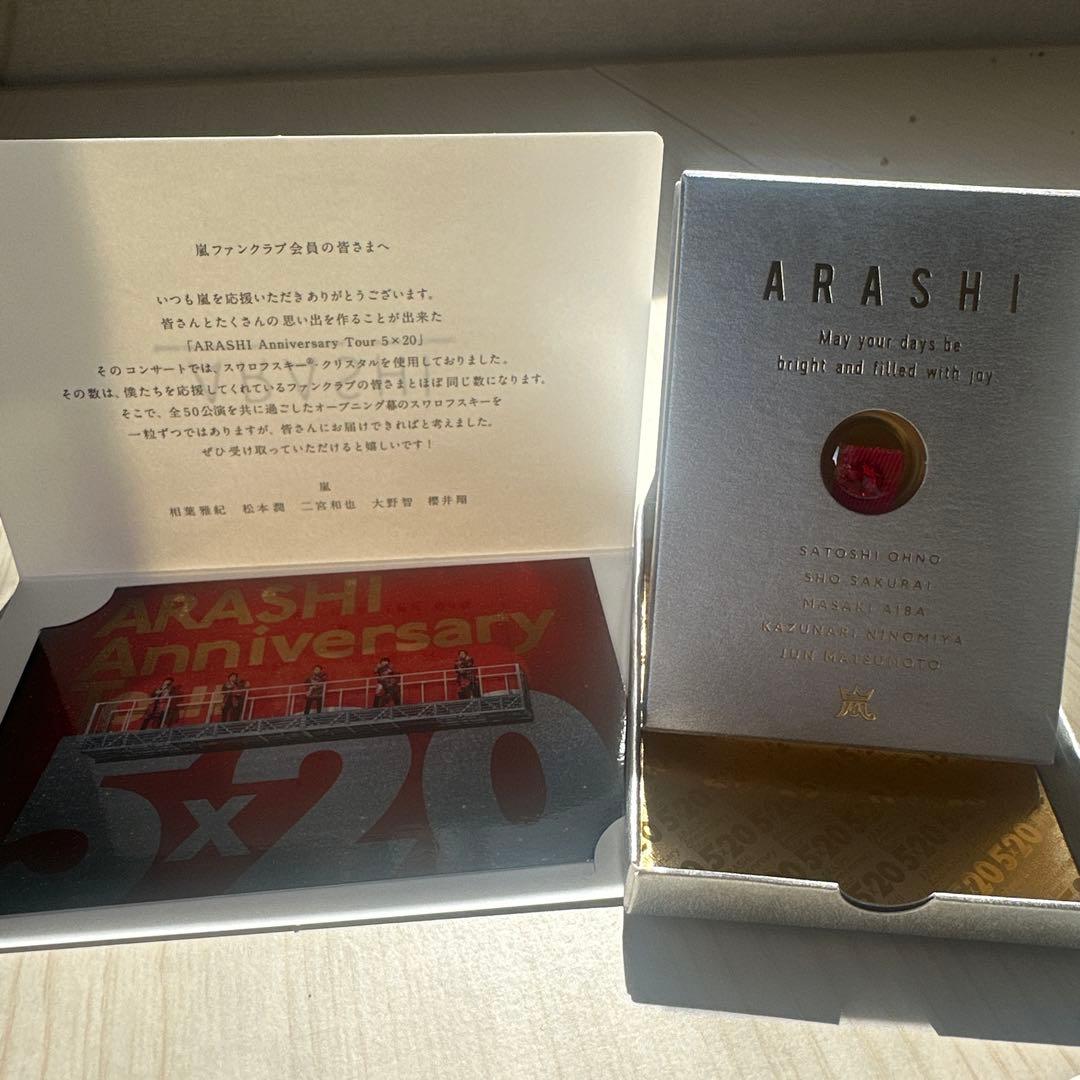 嵐ファンクラブ会員の皆さまへ
いつも嵐を応援いただきありがとうございます。
皆さんとたくさんの思い出を作ることが出来た
「ARASHI Anniversary Tour 5×20」
そのコンサートでは、スワロフスキー®・クリスタルを使用しておりました。
その数は、僕たちを応援してくれているファンクラブの皆さまとほぼ同じ数になります。
そこで、全50公演を共に過ごしたオープニング幕のスワロフスキーを
一粒ずつではありますが、皆さんにお届けできればと考えました。
ぜひ受け取っていただけると嬉しいです！
嵐
相葉雅紀 松本潤 二宮和也 大野智 櫻井翔
ARASHI
Anniversary
Tour
5x20
ARASHI
May your days be
bright and filled with joy
SATOSHI OHNO
SHO SAKURAI
MASAKI AIBA
KAZUNARI NINOMIYA
JUN MATSUMOTO
嵐
5×20 5×20 5×20
5×20 5×20